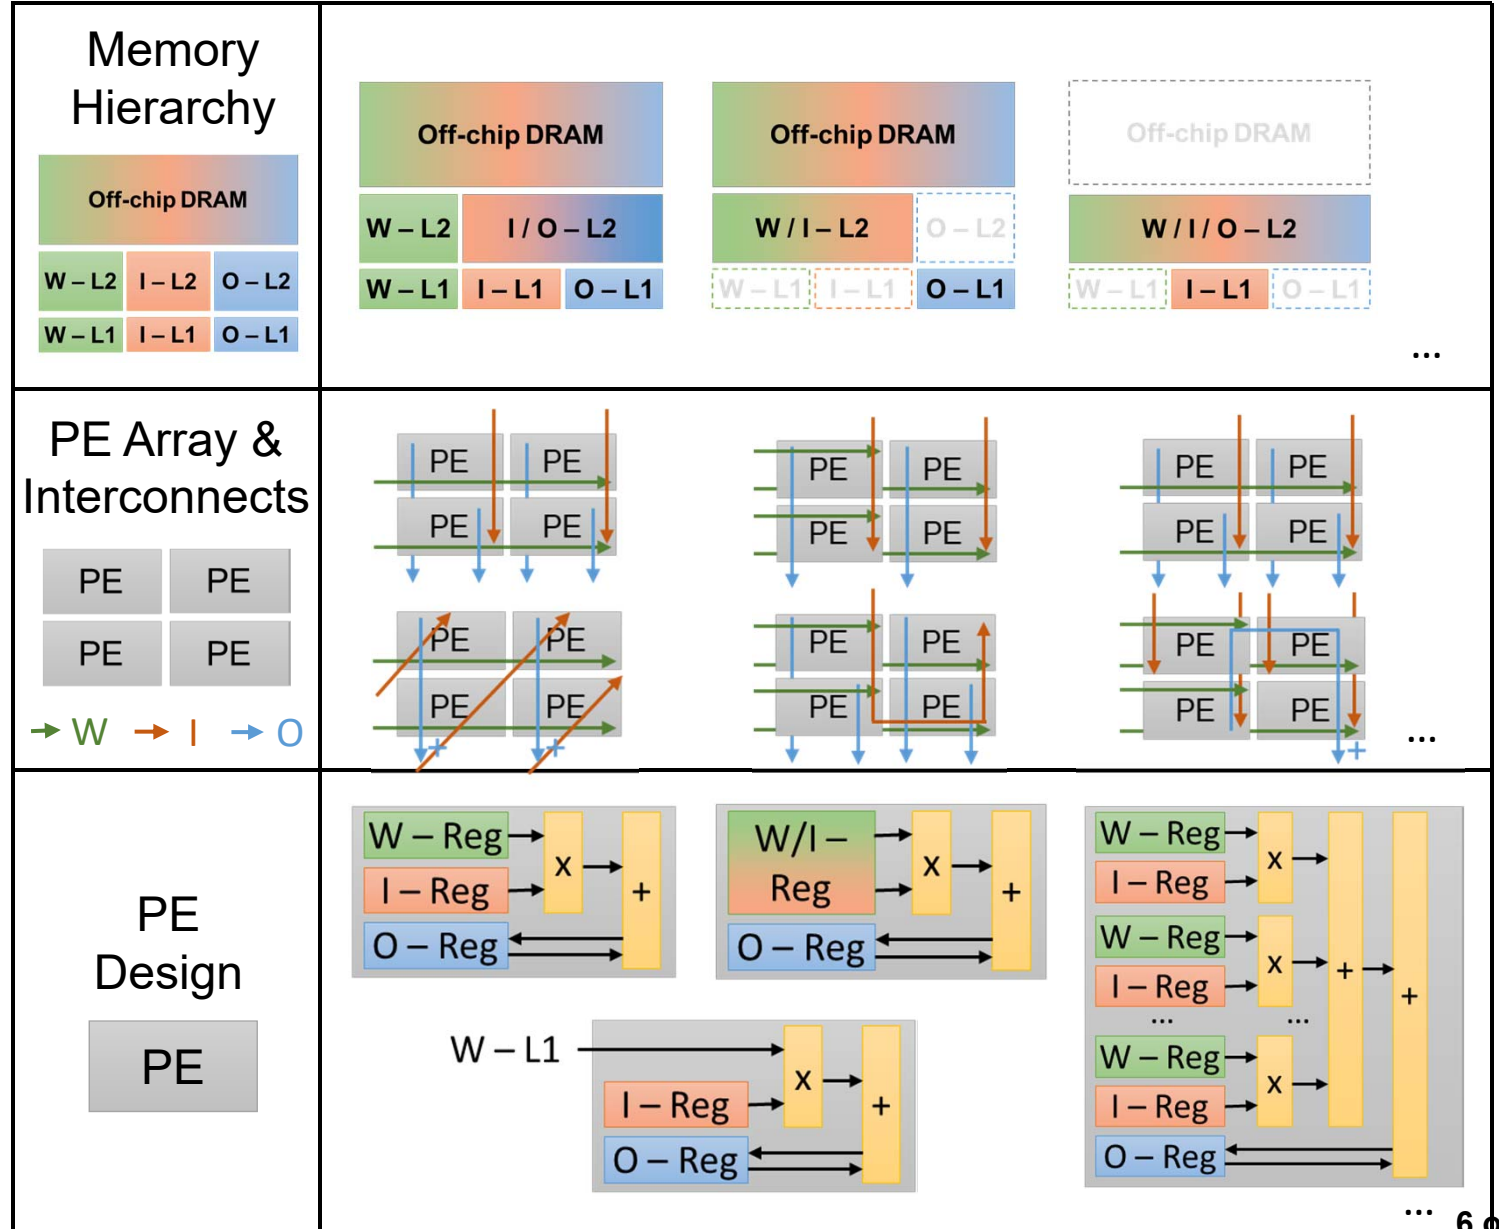 Memory
Hierarchy
Off-chip DRAM
W – L2 I – L2 O – L2
W – L1 I – L1 O – L1
Off-chip DRAM
W – L2 I / O – L2
W – L1 I – L1 O – L1
Off-chip DRAM
W / I – L2 O – L2
W – L1 I – L1 O – L1
Off-chip DRAM
W / I / O – L2
W – L1 I – L1 O – L1
...
PE Array &
Interconnects
PE PE
PE PE
W I O
PE PE
PE PE
PE PE
PE PE
PE PE
PE PE
PE PE
PE PE
+ +
PE PE
PE PE
PE PE
PE PE
+
...
PE
Design
PE
W – Reg
I – Reg
O – Reg
x
+
W/I –
Reg
O – Reg
x
+
W – L1
I – Reg
O – Reg
x
+
W – Reg
I – Reg
x
W – Reg
I – Reg
x
... ...
W – Reg
I – Reg
x
O – Reg
+
+
...
6